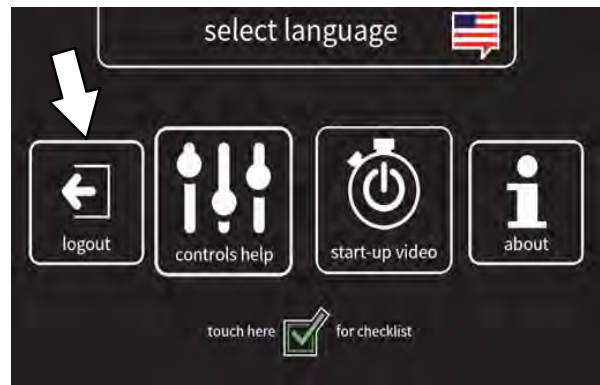 select language
logout
controls help
start-up video
about
touch here for checklist